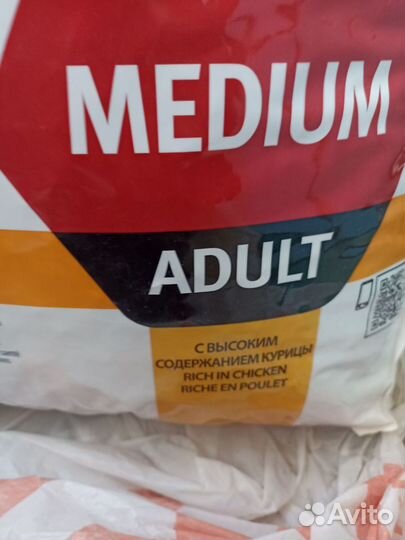 MEDIUM
ADULT
С ВЫСОКИМ
СОДЕРЖАНИЕМ КУРИЦЫ
RICH IN CHICKEN
RICHE EN POULET
Avito